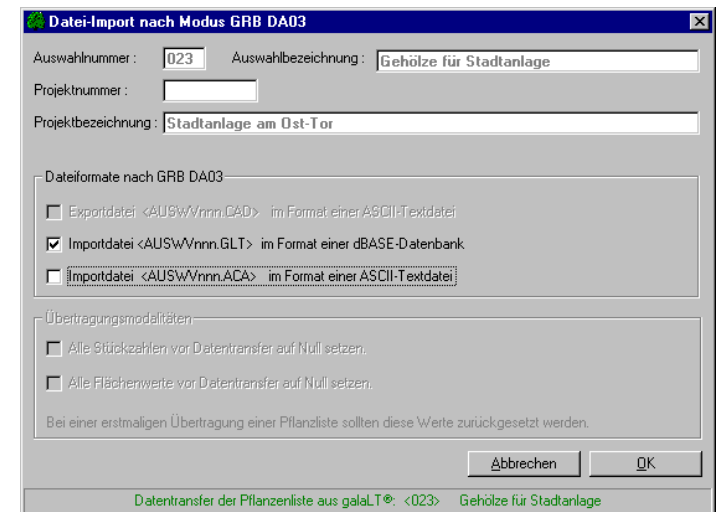 Datei-Import nach Modus GRB DA03
Auswahlnummer : 023 Auswahlbezeichnung : Gehölze für Stadtanlage
Projektnummer :
Projektbezeichnung : Stadtanlage am Ost-Tor
Dateiformate nach GRB DA03
Exportdatei <AUSWVnnn.CAD> im Format einer ASCII-Textdatei
Importdatei <AUSWVnnn.GLT> im Format einer dBASE-Datenbank
Importdatei <AUSWVnnn.ACA> im Format einer ASCII-Textdatei
Übertragungsmodalitäten
Alle Stückzahlen vor Datentransfer auf Null setzen.
Alle Flächenwerte vor Datentransfer auf Null setzen.
Bei einer erstmaligen Übertragung einer Pflanzliste sollten diese Werte zurückgesetzt werden.
Abbrechen OK
Datentransfer der Pflanzenliste aus galaLT®: <023> Gehölze für Stadtanlage